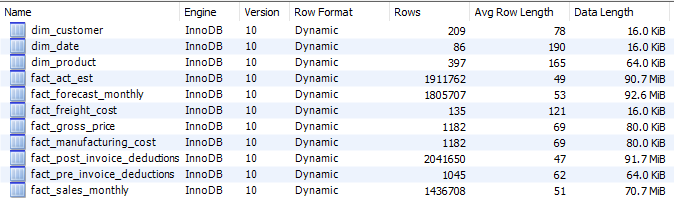 Name Engine Version Row Format Rows Avg Row Length Data Length
dim_customer InnoDB 10 Dynamic 209 78 16.0 KiB
dim_date InnoDB 10 Dynamic 86 190 16.0 KiB
dim_product InnoDB 10 Dynamic 397 165 64.0 KiB
fact_act_est InnoDB 10 Dynamic 1911762 49 90.7 MiB
fact_forecast_monthly InnoDB 10 Dynamic 1805707 53 92.6 MiB
fact_freight_cost InnoDB 10 Dynamic 135 121 16.0 KiB
fact_gross_price InnoDB 10 Dynamic 1182 69 80.0 KiB
fact_manufacturing_cost InnoDB 10 Dynamic 1182 69 80.0 KiB
fact_post_invoice_deductions InnoDB 10 Dynamic 2041650 47 91.7 MiB
fact_pre_invoice_deductions InnoDB 10 Dynamic 1045 62 64.0 KiB
fact_sales_monthly InnoDB 10 Dynamic 1436708 51 70.7 MiB